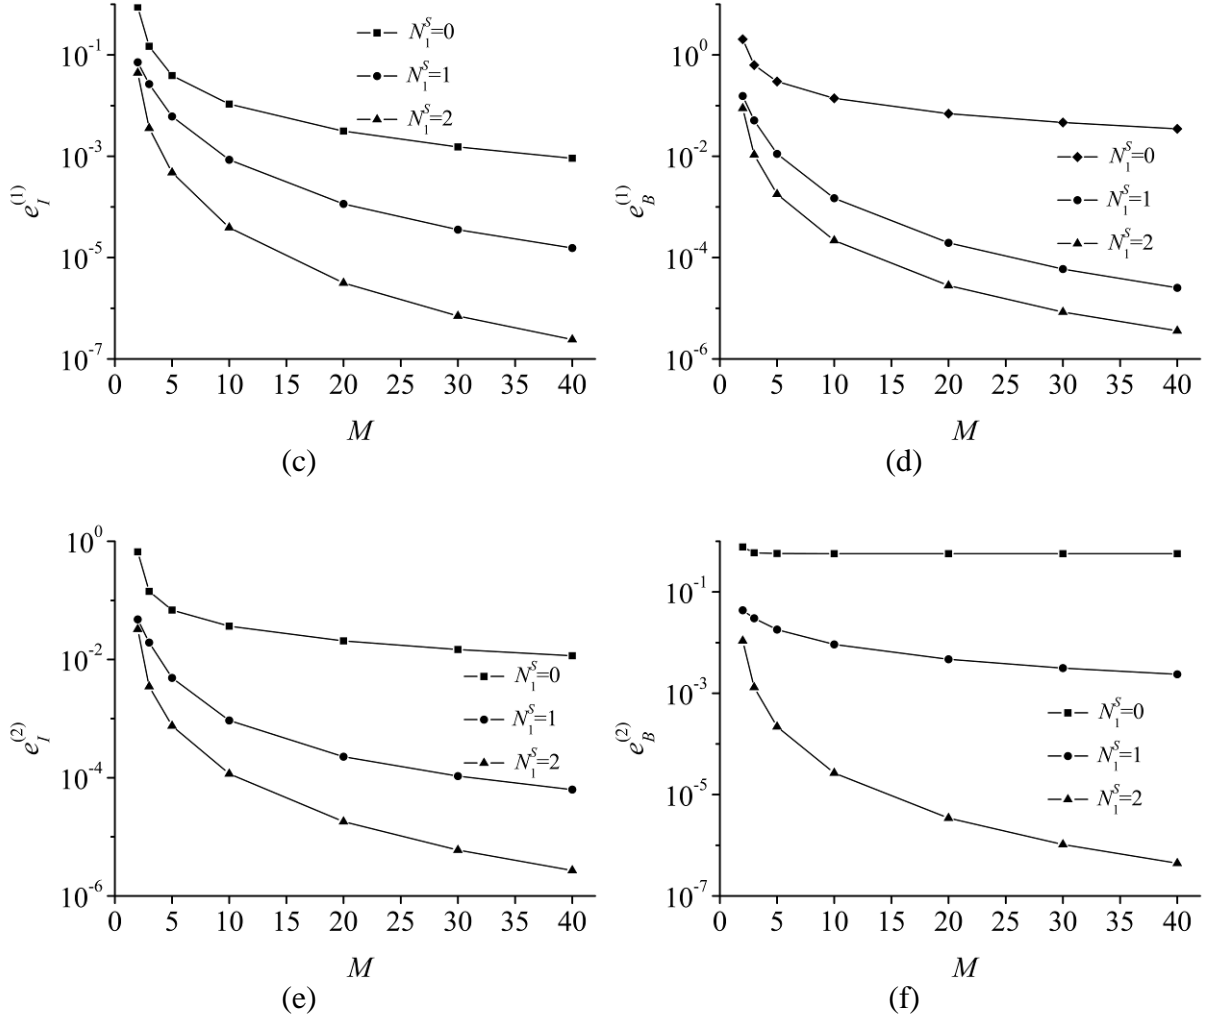 10^-1
10^-3
10^-5
10^-7
e_I^(1)
N_1^S=0
N_1^S=1
N_1^S=2
0 5 10 15 20 25 30 35 40
M
(c)
10^0
10^-2
10^-4
10^-6
e_B^(1)
N_1^S=0
N_1^S=1
N_1^S=2
0 5 10 15 20 25 30 35 40
M
(d)
10^0
10^-2
10^-4
10^-6
e_I^(2)
N_1^S=0
N_1^S=1
N_1^S=2
0 5 10 15 20 25 30 35 40
M
(e)
10^-1
10^-3
10^-5
10^-7
e_B^(2)
N_1^S=0
N_1^S=1
N_1^S=2
0 5 10 15 20 25 30 35 40
M
(f)